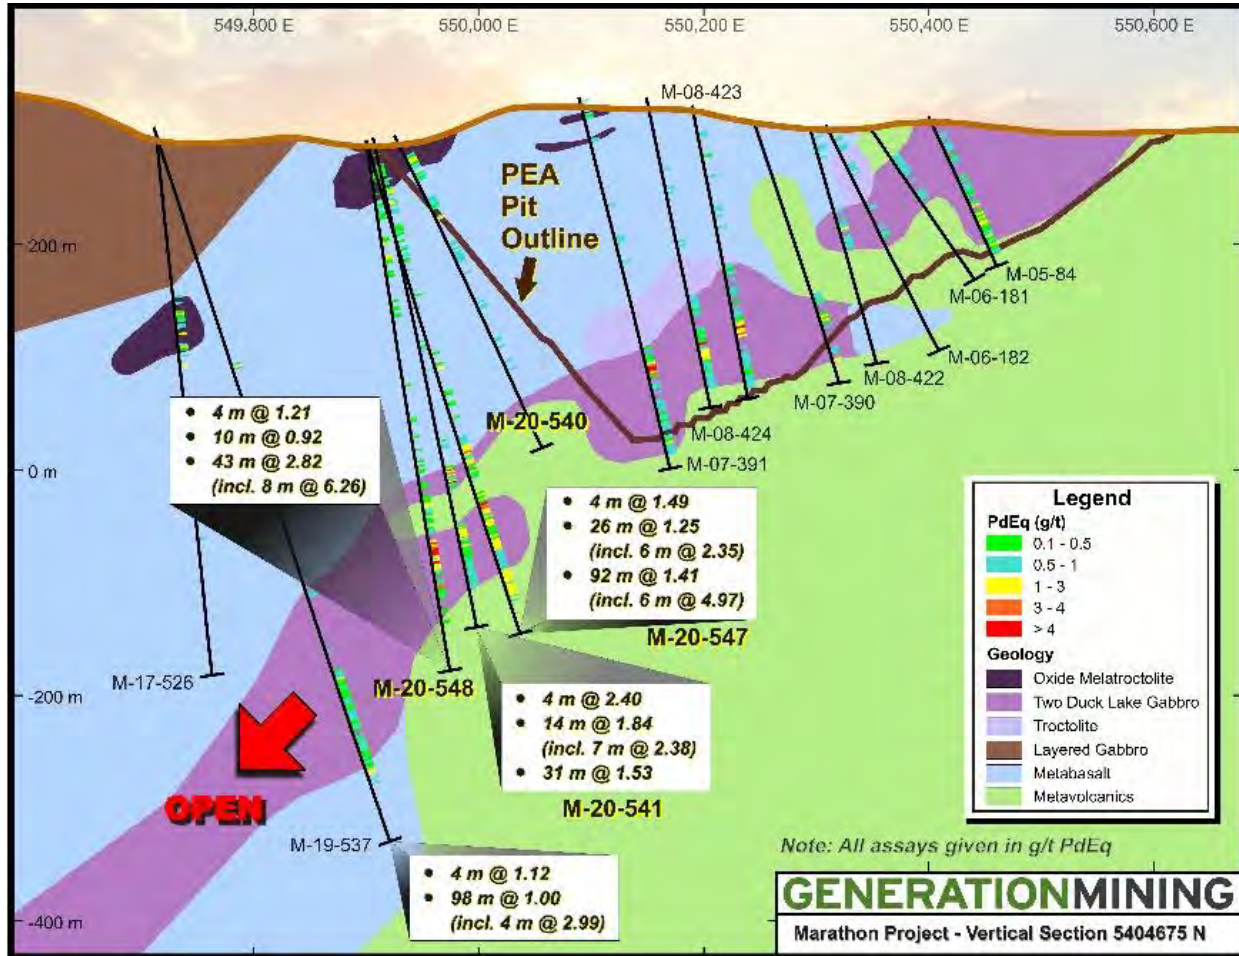 549,800 E
550,000 E
550,200 E
550,400 E
550,600 E
M-08-423
PEA
Pit
Outline
200 m
M-05-84
M-06-181
M-06-182
M-08-422
M-07-390
• 4 m @ 1.21
• 10 m @ 0.92
• 43 m @ 2.82
(incl. 8 m @ 6.26)
M-20-540
M-08-424
M-07-391
0 m
• 4 m @ 1.49
• 26 m @ 1.25
(incl. 6 m @ 2.35)
• 92 m @ 1.41
(incl. 6 m @ 4.97)
M-20-547
Legend
PdEq (g/t)
0.1 - 0.5
0.5 - 1
1 - 3
3 - 4
> 4
Geology
Oxide Melatroctolite
Two Duck Lake Gabbro
Troctolite
Layered Gabbro
Metabasalt
Metavolcanics
M-17-526
M-20-548
-200 m
• 4 m @ 2.40
• 14 m @ 1.84
(incl. 7 m @ 2.38)
• 31 m @ 1.53
M-20-541
OPEN
M-19-537
• 4 m @ 1.12
• 98 m @ 1.00
(incl. 4 m @ 2.99)
-400 m
Note: All assays given in g/t PdEq
GENERATIONMINING
Marathon Project - Vertical Section 5404675 N